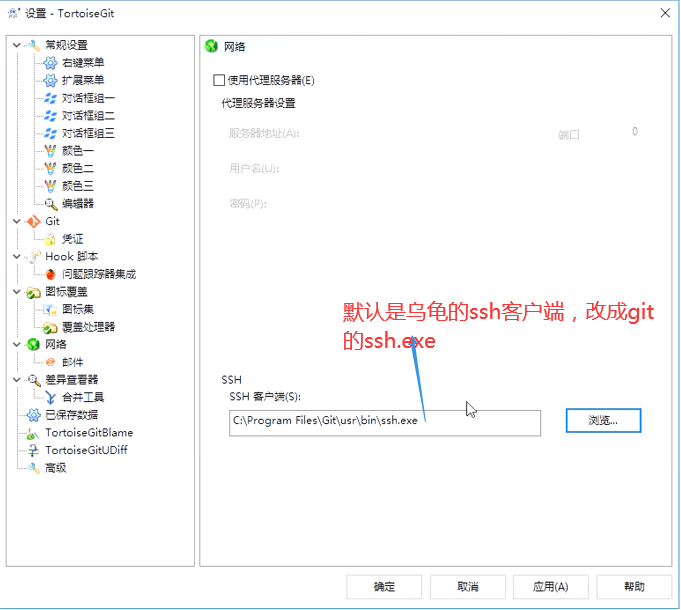 设置 - TortoiseGit
常规设置
右键菜单
扩展菜单
对话框组一
对话框组二
对话框组三
颜色一
颜色二
颜色三
编辑器
Git
凭证
Hook 脚本
问题跟踪器集成
图标覆盖
图标集
覆盖处理器
网络
邮件
差异查看器
合并工具
已保存数据
TortoiseGitBlame
TortoiseGitUDiff
高级
网络
使用代理服务器(E)
代理服务器设置
服务器地址(A):
端口
0
用户名(U):
密码(P):
默认是乌龟的ssh客户端，改成git
的ssh.exe
SSH
SSH 客户端(S):
C:\Program Files\Git\usr\bin\ssh.exe
浏览...
确定
取消
应用(A)
帮助